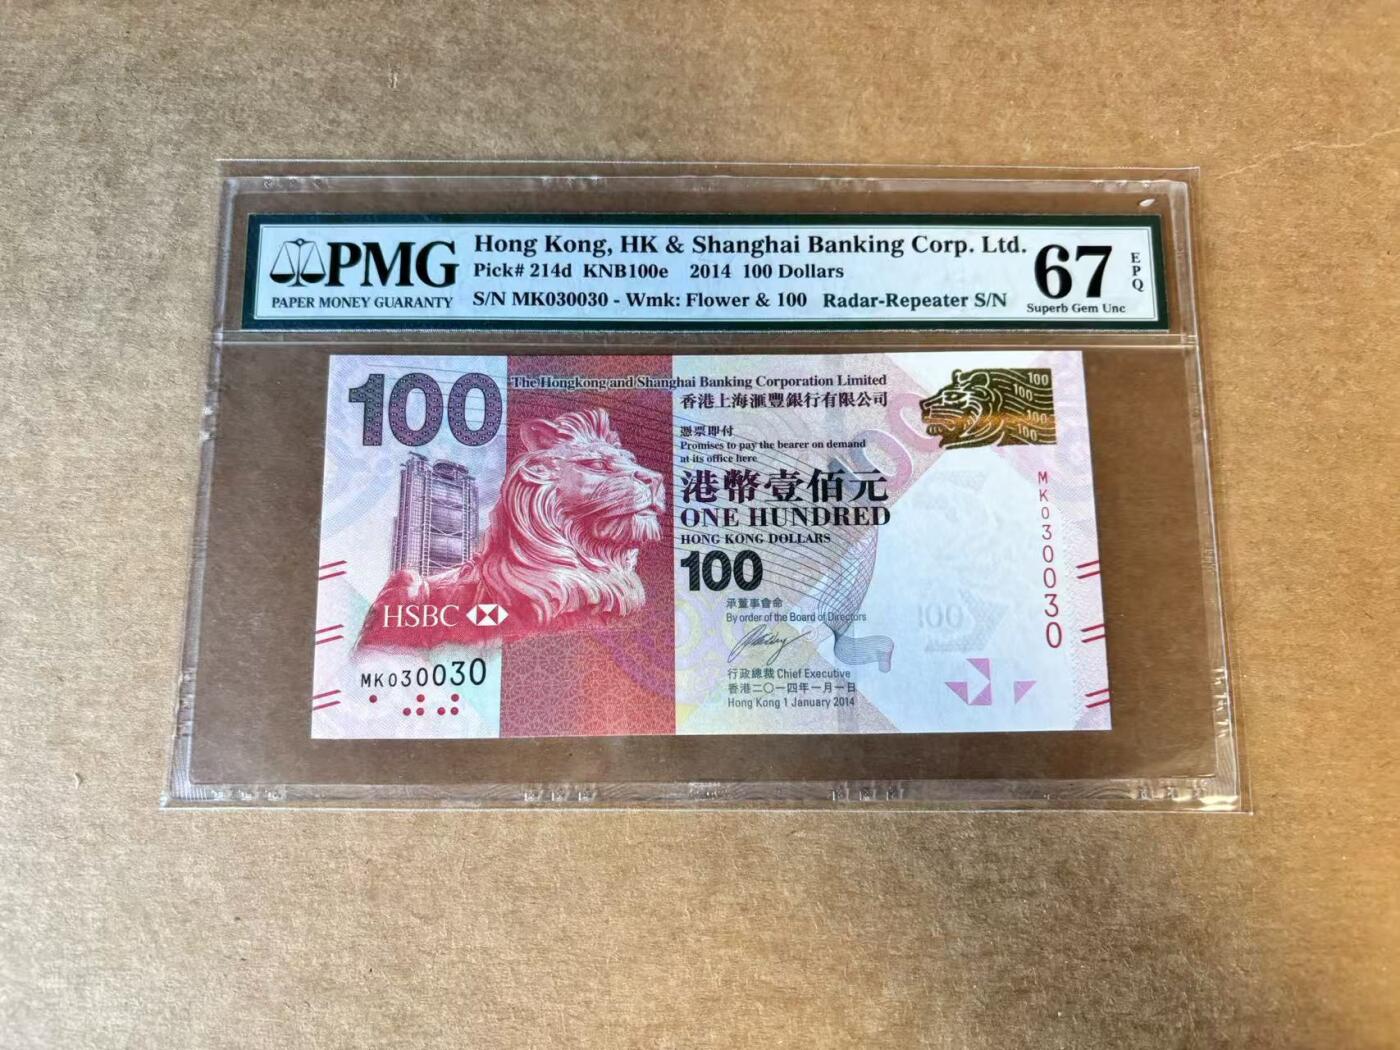 PMG
PAPER MONEY GUARANTY
Hong Kong, HK & Shanghai Banking Corp. Ltd.
Pick# 214d KNB100e 2014 100 Dollars
S/N MK030030 - Wmk: Flower & 100 Radar-Repeater S/N
67
EPQ
Superb Gem Unc
100
The Hongkong and Shanghai Banking Corporation Limited
香港上海滙豐銀行有限公司
憑票即付
Promises to pay the bearer on demand
at its office here
港幣壹佰元
ONE HUNDRED
HONG KONG DOLLARS
100
承董事會命
By order of the Board of Directors
行政總裁 Chief Executive
香港二〇一四年一月一日
Hong Kong 1 January 2014
HSBC
MK030030
100
100
100
100
MK030030
100